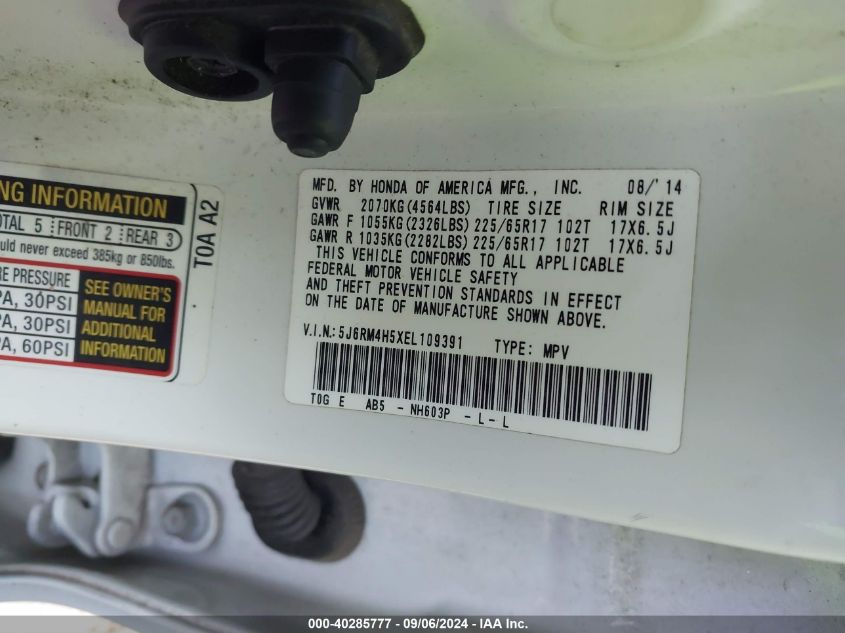 NG INFORMATION
TOTAL 5 FRONT 2 REAR 3
ould never exceed 385kg or 850lbs.
RE PRESSURE
PA, 30PSI
PA, 30PSI
PA, 60PSI
SEE OWNER'S
MANUAL FOR
ADDITIONAL
INFORMATION
TOA A2
MFD. BY HONDA OF AMERICA MFG., INC. 08/'14
GVWR 2070KG(4564LBS) TIRE SIZE RIM SIZE
GAWR F 1055KG(2326LBS) 225/65R17 102T 17X6.5J
GAWR R 1035KG(2282LBS) 225/65R17 102T 17X6.5J
THIS VEHICLE CONFORMS TO ALL APPLICABLE
FEDERAL MOTOR VEHICLE SAFETY
AND THEFT PREVENTION STANDARDS IN EFFECT
ON THE DATE OF MANUFACTURE SHOWN ABOVE.
V.I.N.: 5J6RM4H5XEL109391 TYPE: MPV
TOG E AB5 - NH603P - L - L
000-40285777 - 09/06/2024 - IAA Inc.